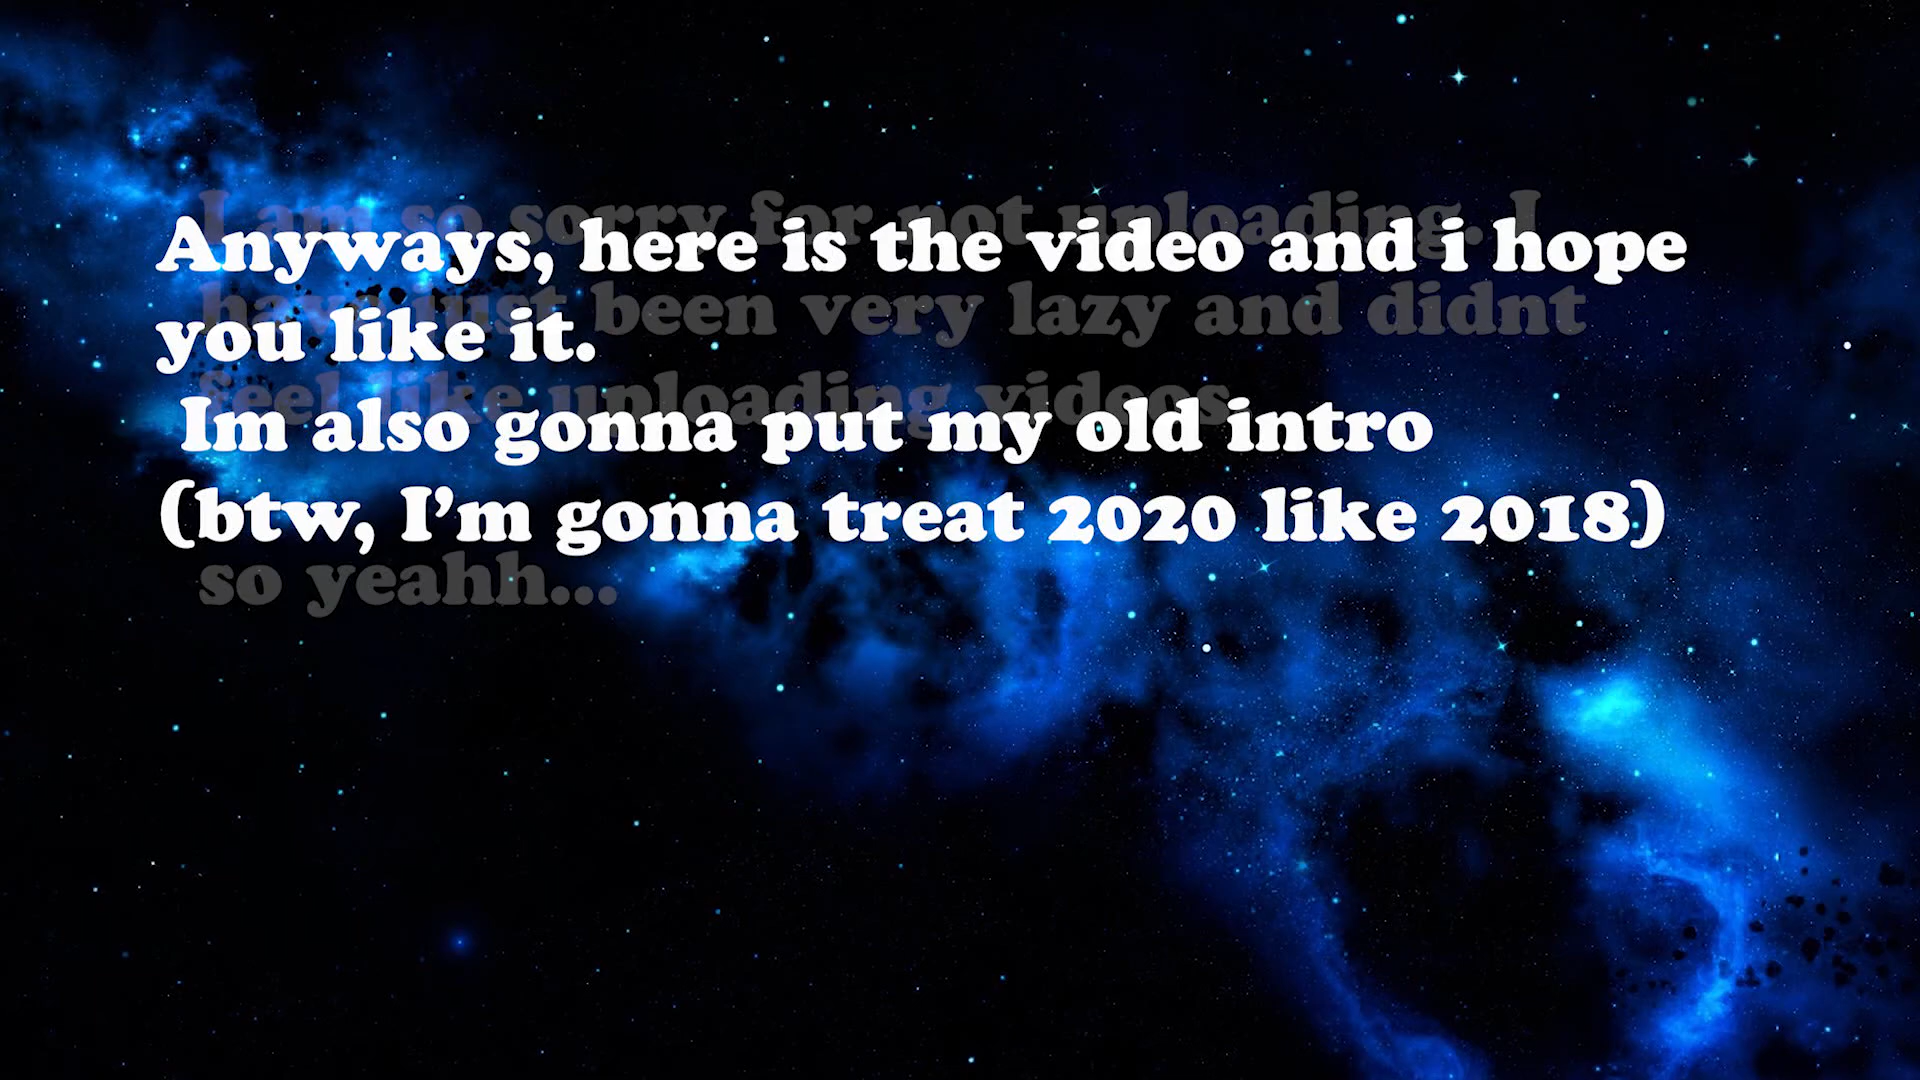 I am so sorry for not uploading. I
have just been very lazy and didnt
feel like uploading videos
so yeahh...
Anyways, here is the video and i hope
you like it.
Im also gonna put my old intro
(btw, I’m gonna treat 2020 like 2018)